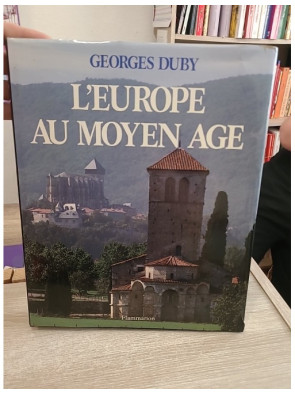 GEORGES DUBY
L'EUROPE
AU MOYEN AGE
Flammarion